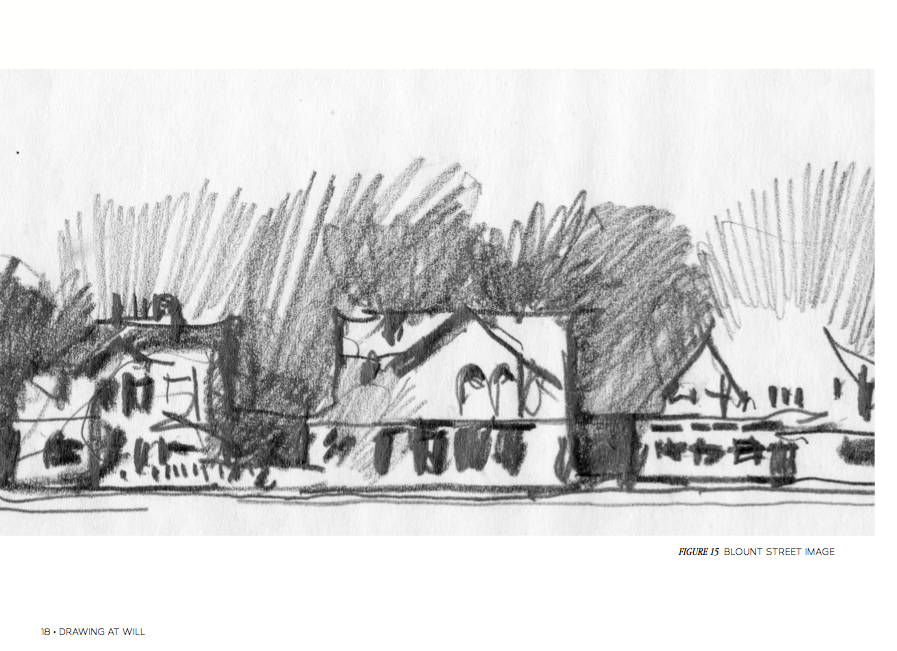 FIGURE 15 BLOUNT STREET IMAGE
18 • DRAWING AT WILL